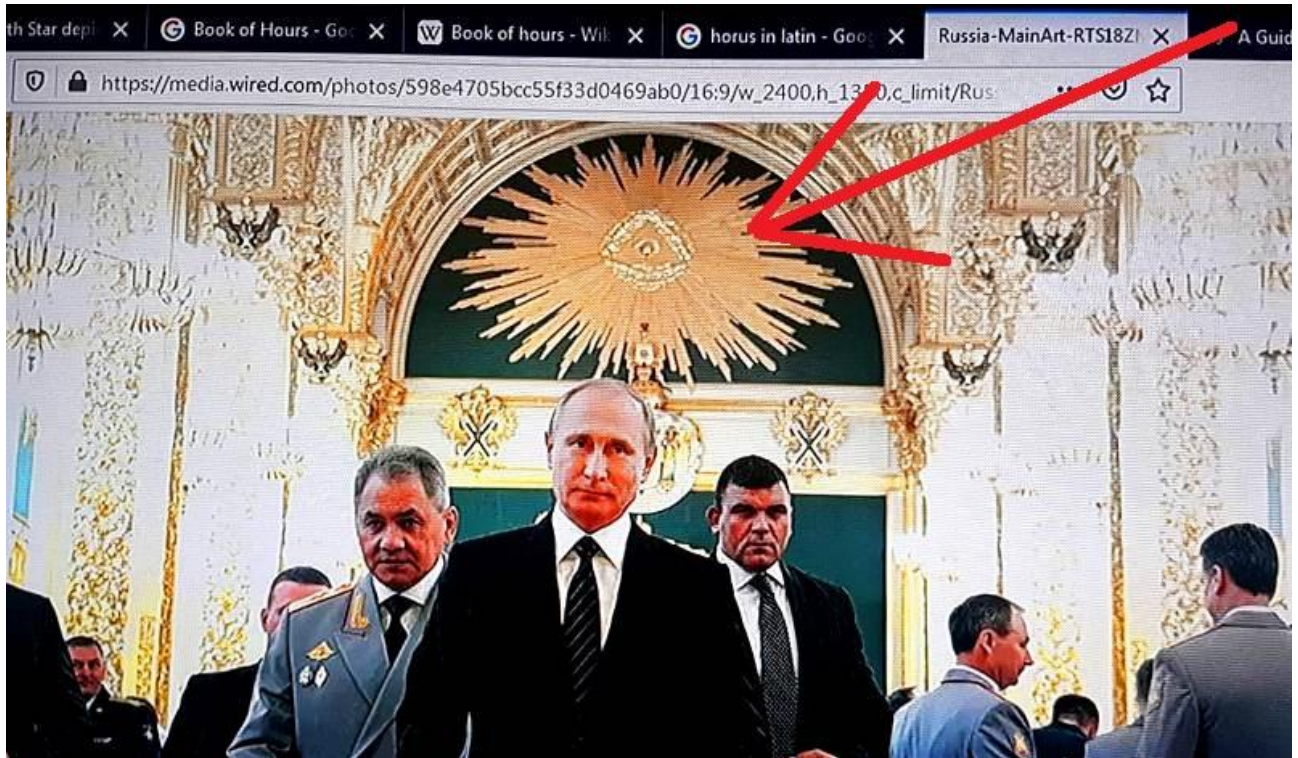 th Star depi Book of Hours - Goo Book of hours - Wik horus in latin - Goog Russia-MainArt-RTS18Z A Guid
https://media.wired.com/photos/598e4705bcc55f33d0469ab0/16:9/w_2400,h_1350,c_limit/Rus